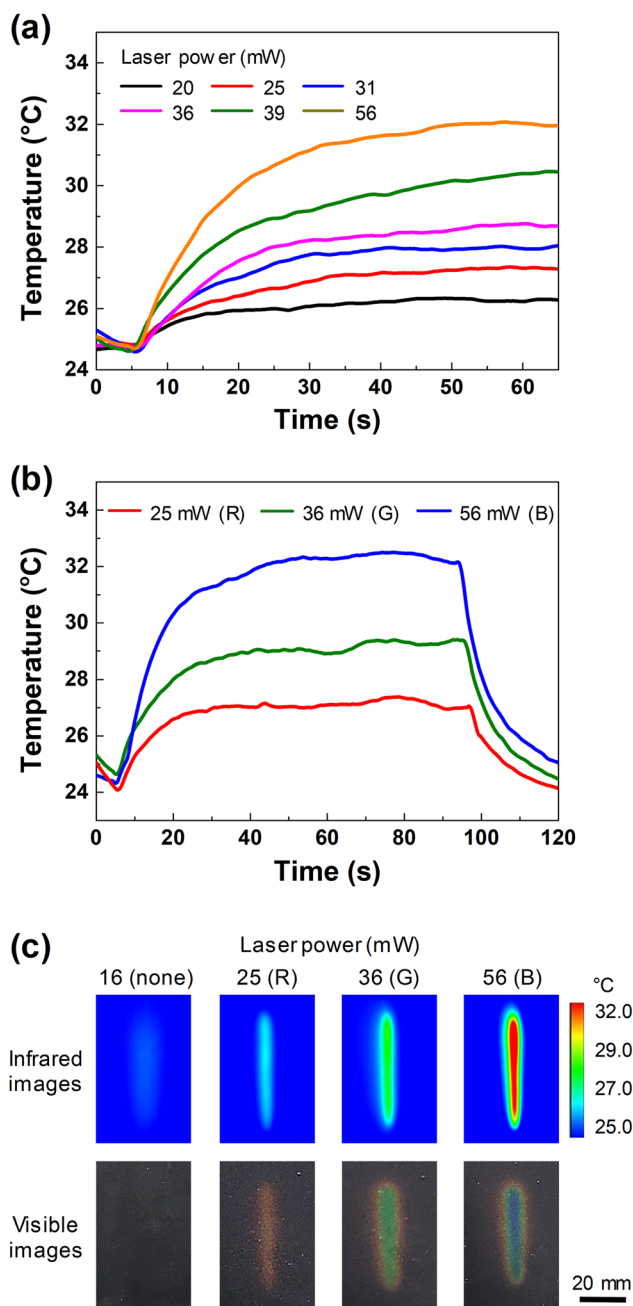 (a)
Laser power (mW)
20 25 31
36 39 56
34
32
30
28
26
24
Temperature (°C)
0 10 20 30 40 50 60
Time (s)
(b)
25 mW (R) 36 mW (G) 56 mW (B)
34
32
30
28
26
24
Temperature (°C)
0 20 40 60 80 100 120
Time (s)
(c)
Laser power (mW)
16 (none) 25 (R) 36 (G) 56 (B)
°C
32.0
29.0
27.0
25.0
Infrared
images
Visible
images
20 mm